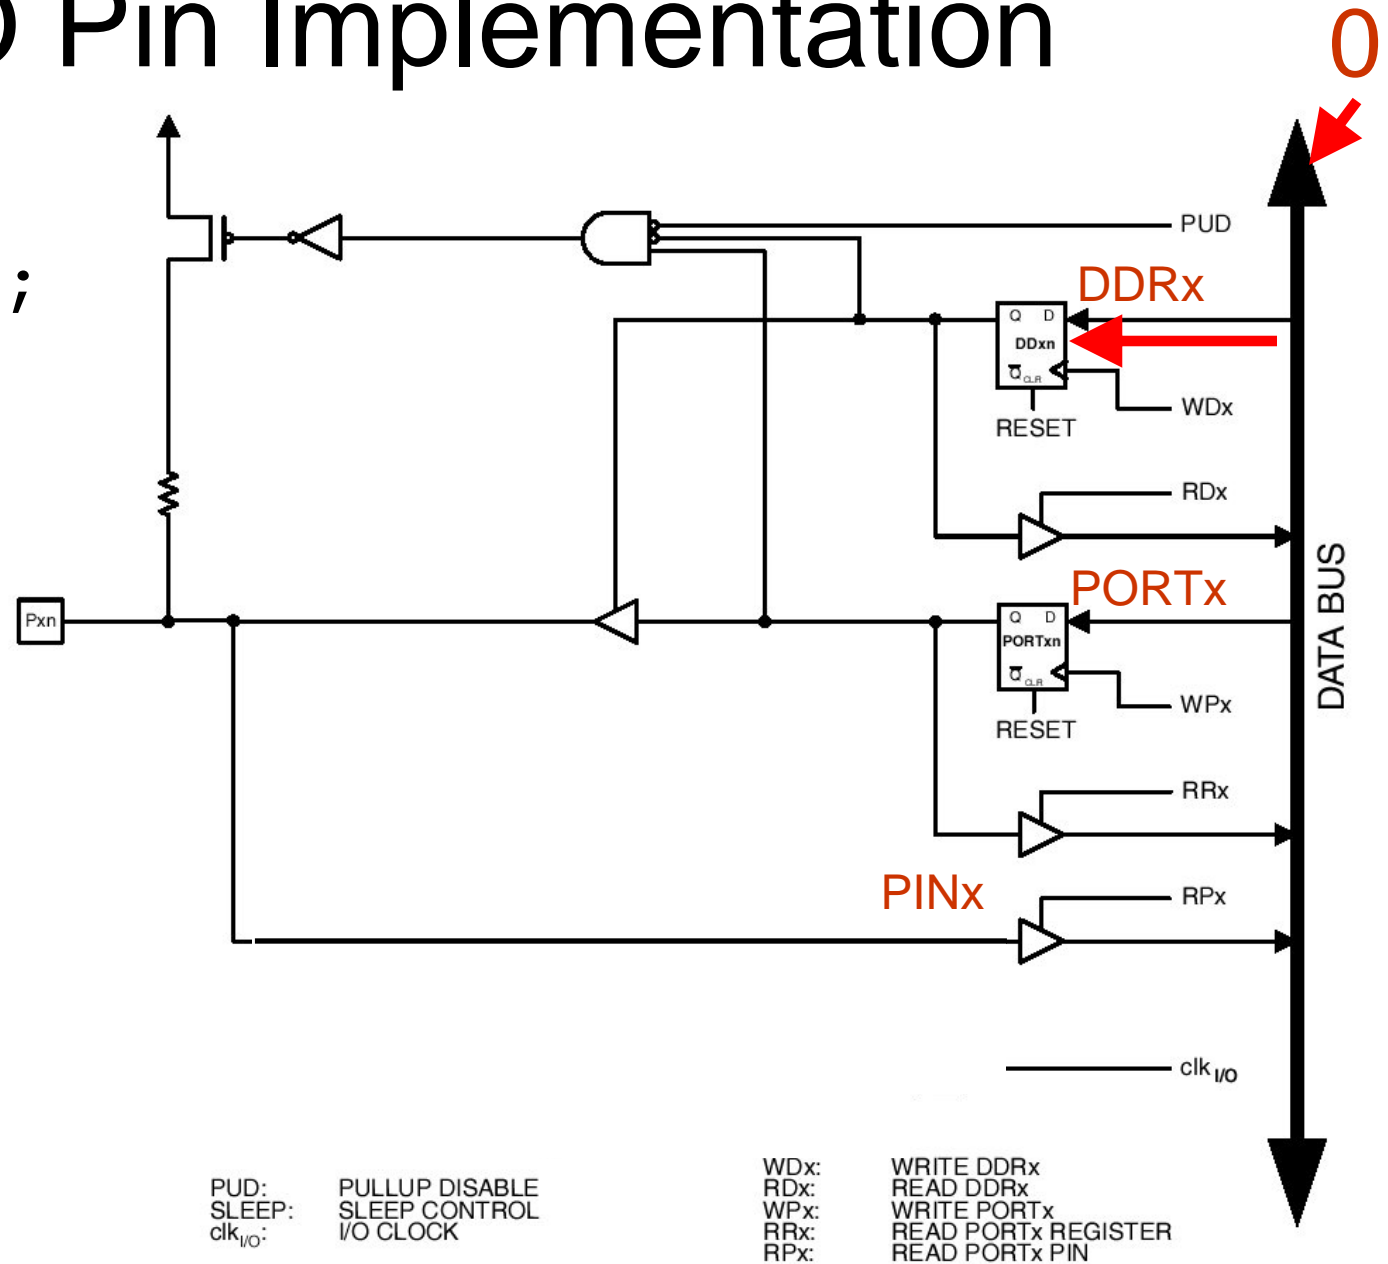 Pin Implementation
0
;
PUD
DDRx
Q D
DDxn
Q CLR
WDx
RESET
RDx
DATA BUS
PORTx
Pxn
Q D
PORTxn
Q CLR
WPx
RESET
RRx
PINx
RPx
clk I/O
PUD: PULLUP DISABLE
SLEEP: SLEEP CONTROL
clkI/O: I/O CLOCK
WDx: WRITE DDRx
RDx: READ DDRx
WPx: WRITE PORTx
RRx: READ PORTx REGISTER
RPx: READ PORTx PIN